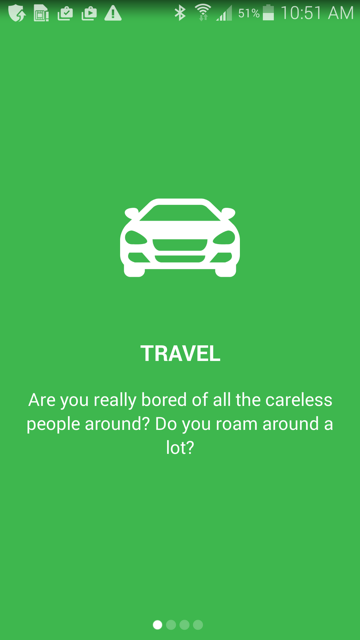 51% 10:51 AM
TRAVEL
Are you really bored of all the careless
people around? Do you roam around a
lot?